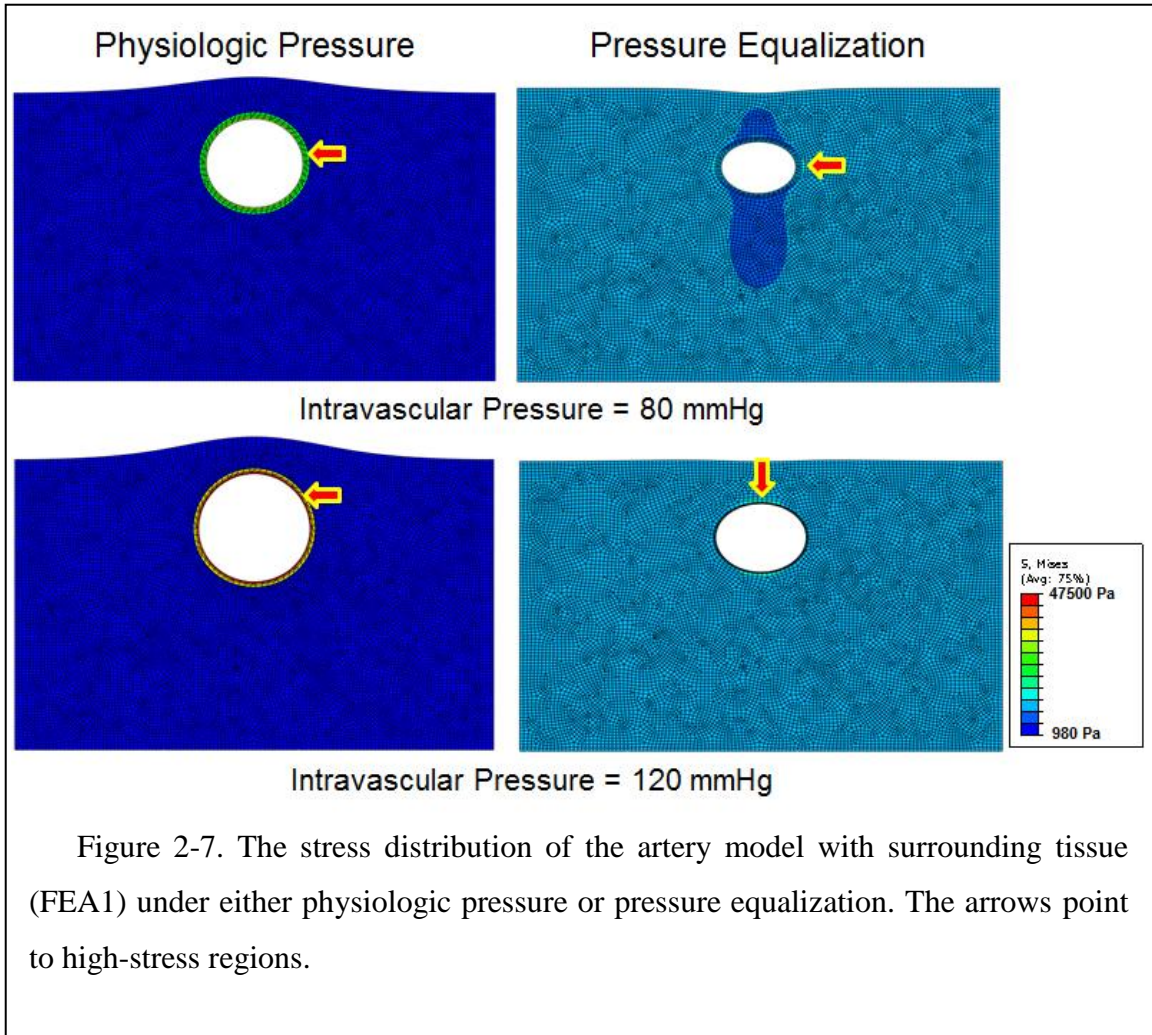 Physiologic Pressure
Pressure Equalization
Intravascular Pressure = 80 mmHg
S, Mises
(Avg: 75%)
47500 Pa
980 Pa
Intravascular Pressure = 120 mmHg
Figure 2-7. The stress distribution of the artery model with surrounding tissue
(FEA1) under either physiologic pressure or pressure equalization. The arrows point
to high-stress regions.